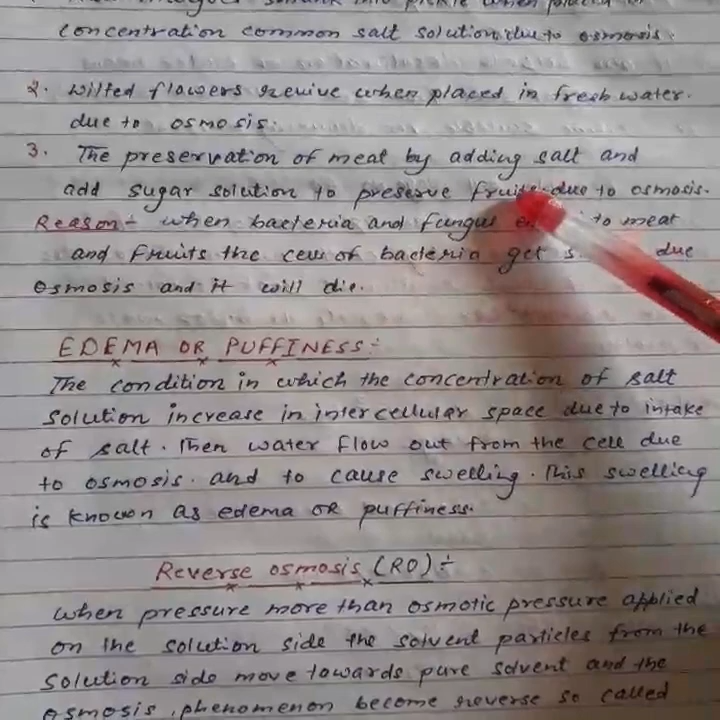 concentration common salt solution due to osmosis.
2. Wilted flowers revive when placed in fresh water.
due to osmosis.
3. The preservation of meat by adding salt and
add sugar solution to preserve fruits due to osmosis.
Reason:- when bacteria and fungus to meat
and fruits the cell of bacteria get due
osmosis and it will die.
EDEMA OR PUFFINESS:-
The condition in which the concentration of salt
solution increase in intercellular space due to intake
of salt. Then water flow out from the cell due
to osmosis. and to cause swelling. This swelling
is known as edema OR puffiness.
Reverse osmosis (RO):-
when pressure more than osmotic pressure applied
on the solution side the solvent particles from the
solution side move towards pure solvent and the
osmosis, phenomenon become reverse so called